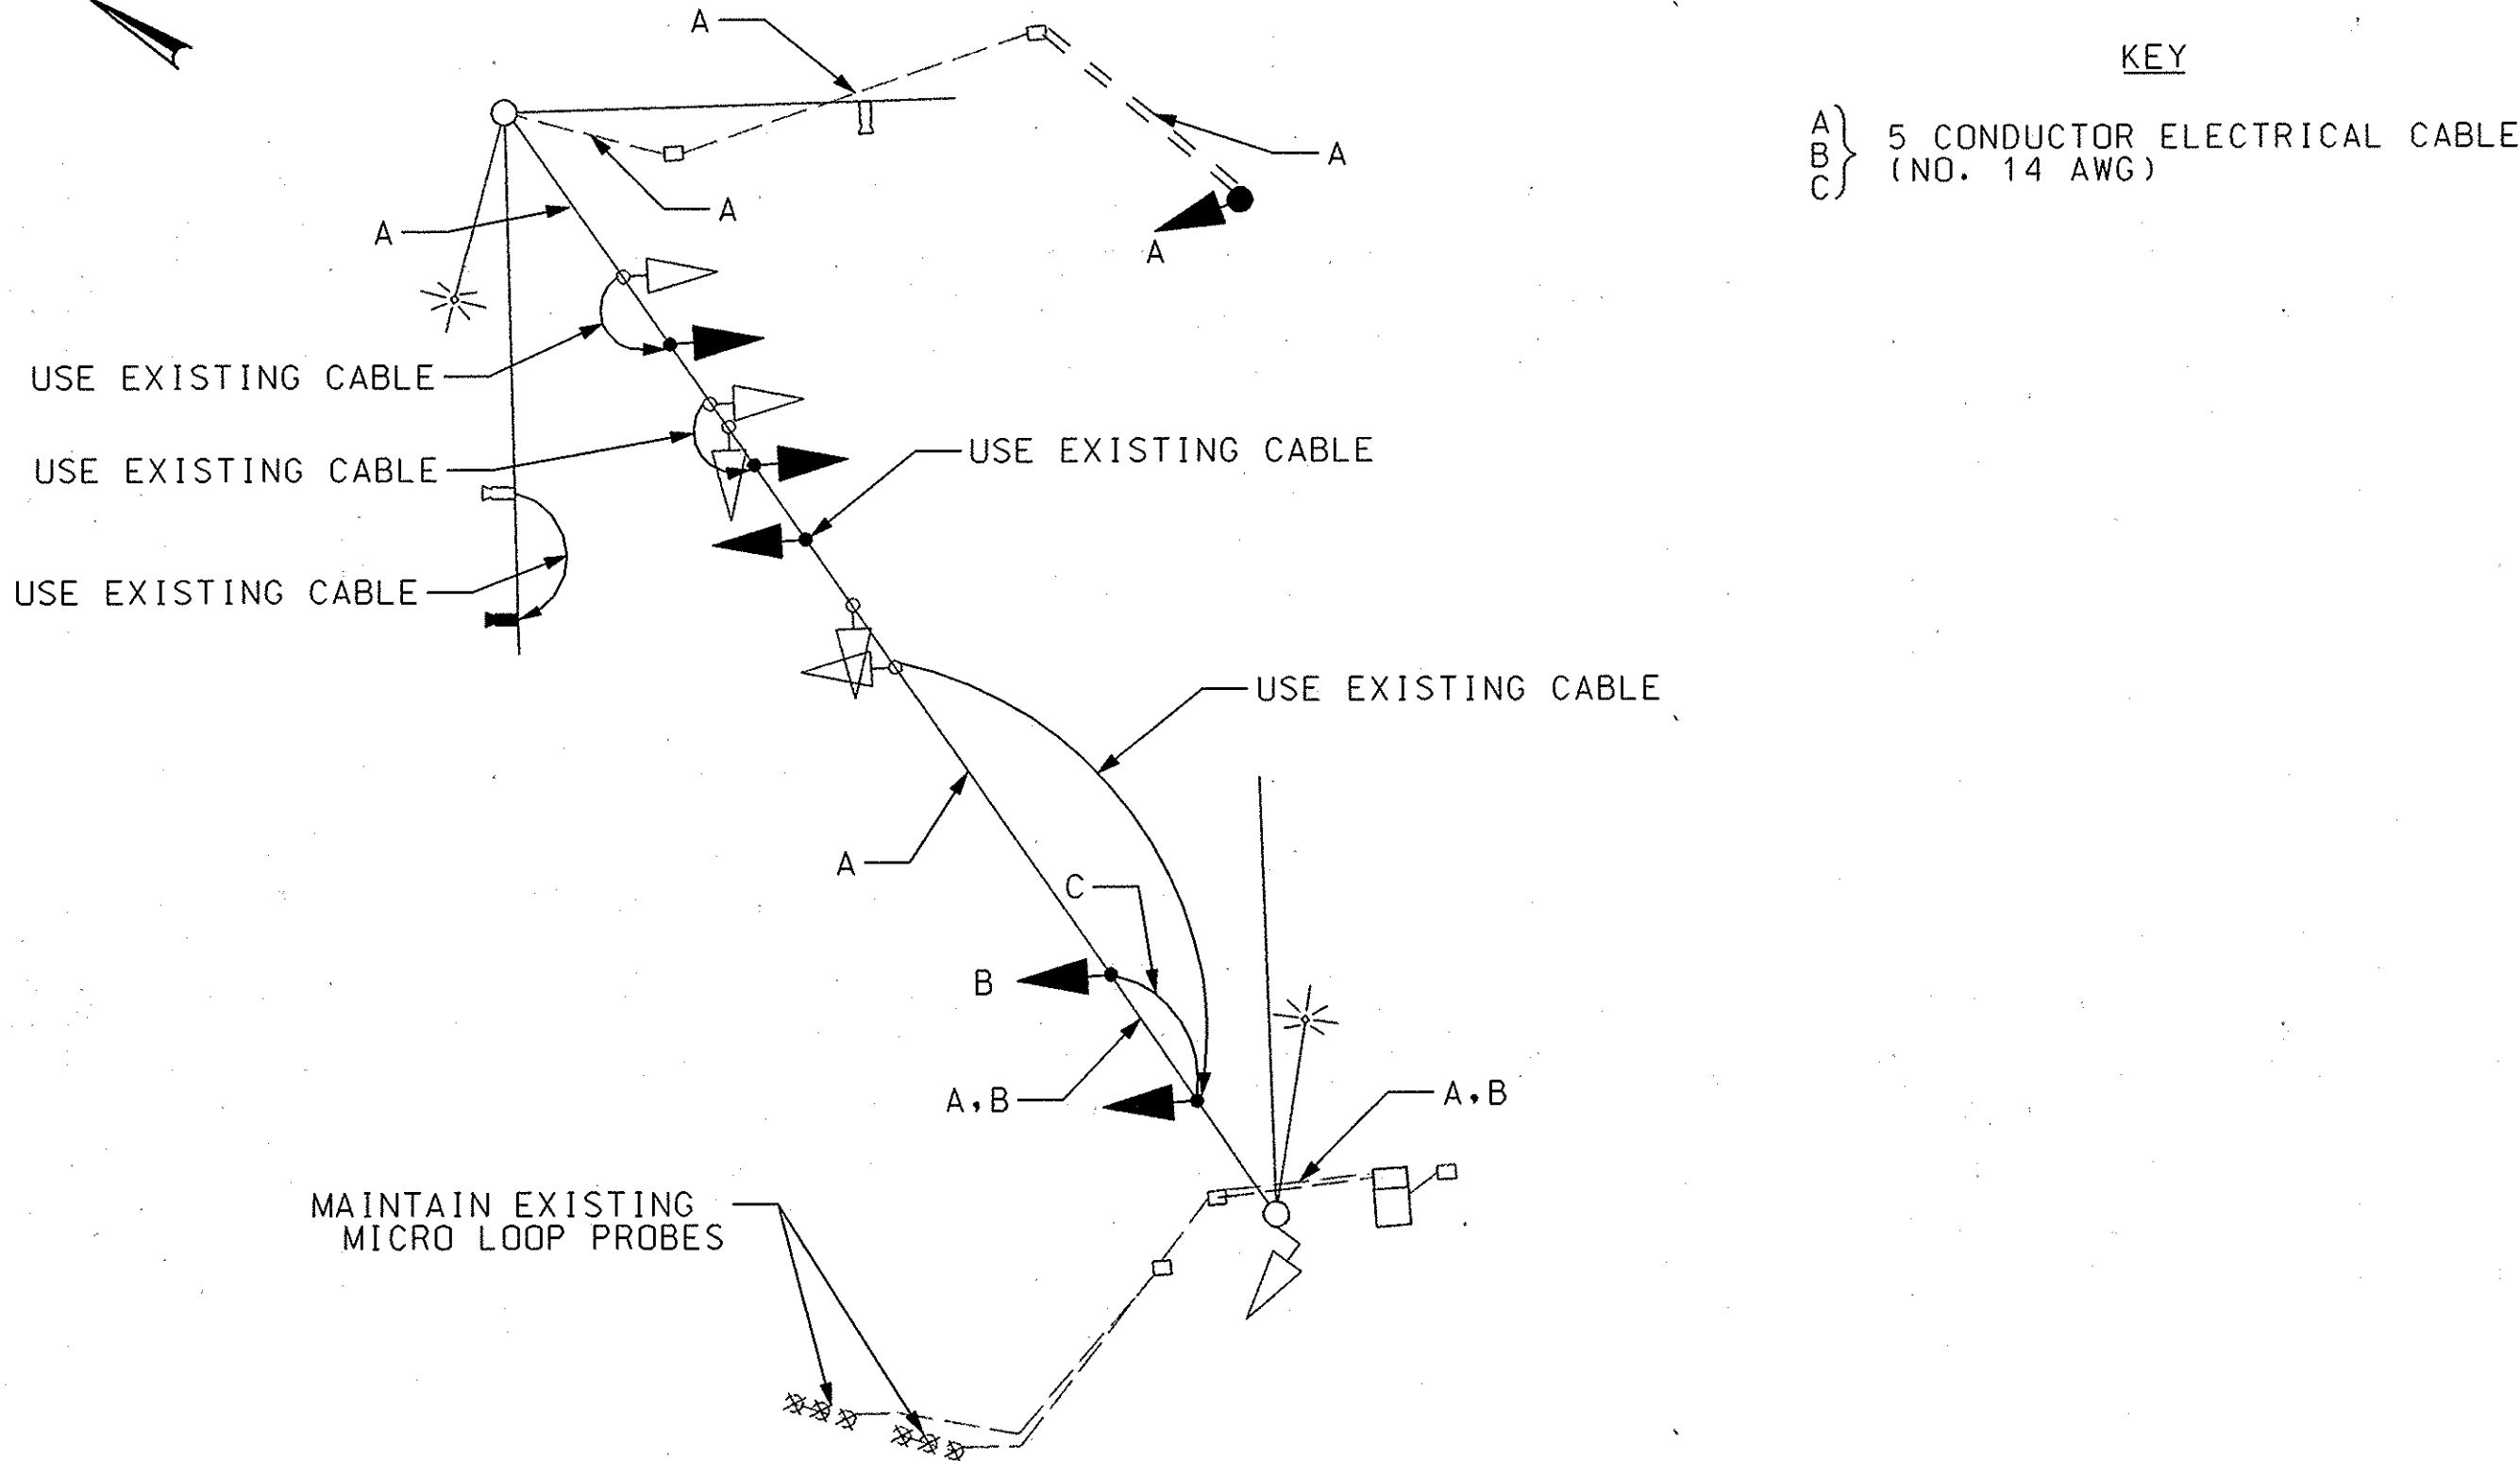 A
KEY
A
B
C
5 CONDUCTOR ELECTRICAL CABLE
(NO. 14 AWG)
A
A
A
A
USE EXISTING CABLE
USE EXISTING CABLE
USE EXISTING CABLE
USE EXISTING CABLE
USE EXISTING CABLE
A
C
B
A,B
A,B
MAINTAIN EXISTING
MICRO LOOP PROBES